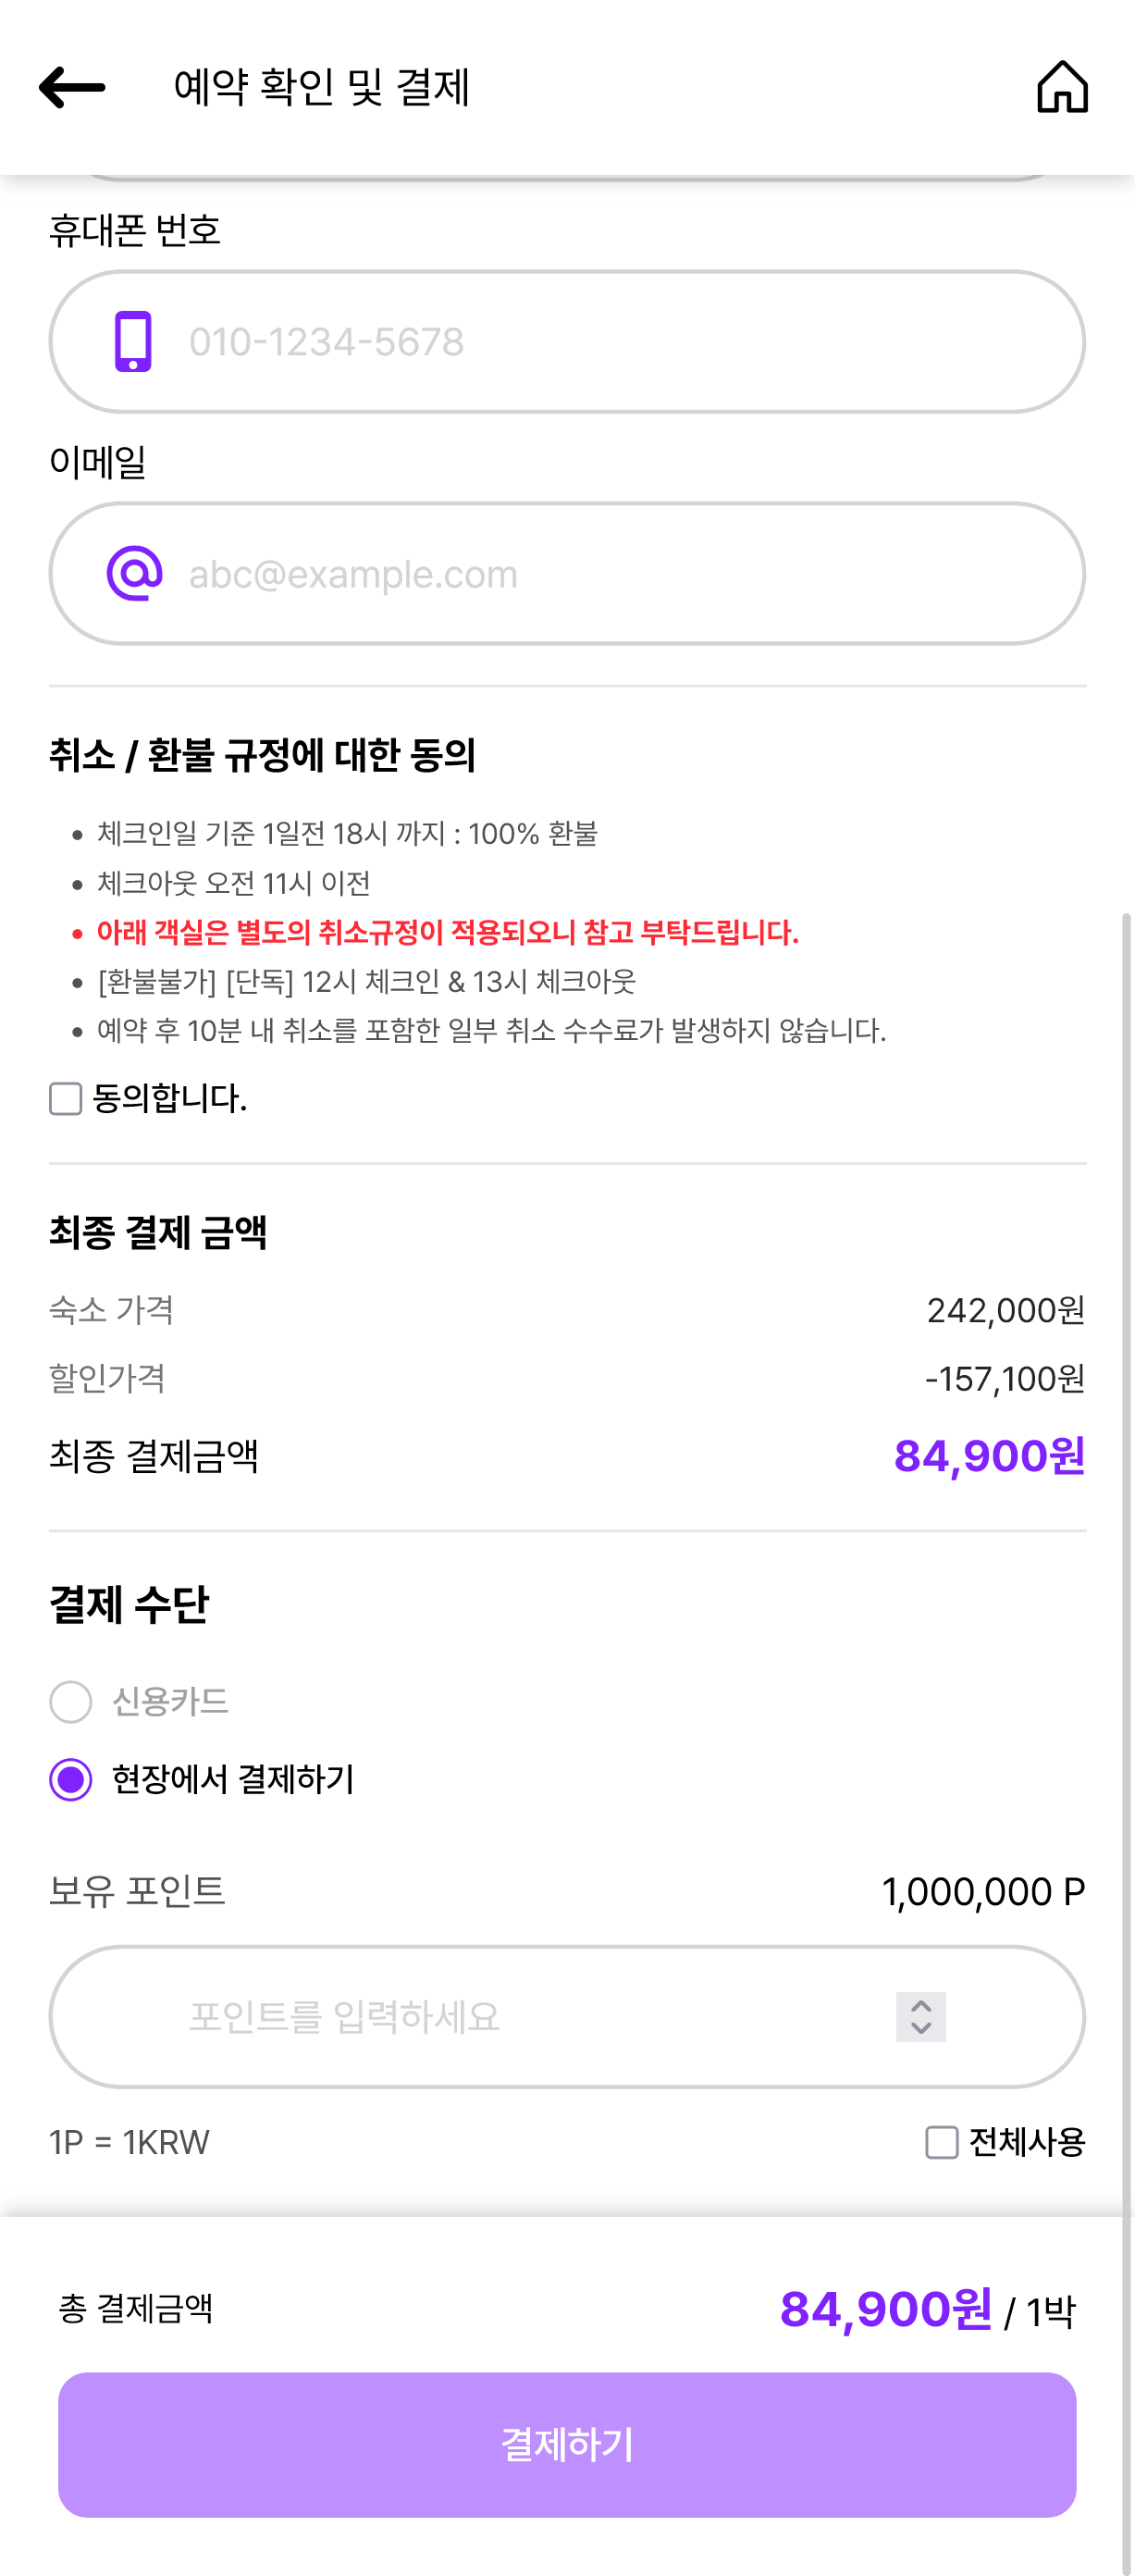 예약 확인 및 결제
휴대폰 번호
010-1234-5678
이메일
abc@example.com
취소 / 환불 규정에 대한 동의
• 체크인일 기준 1일전 18시 까지 : 100% 환불
• 체크아웃 오전 11시 이전
• 아래 객실은 별도의 취소규정이 적용되오니 참고 부탁드립니다.
• [환불불가] [단독] 12시 체크인 & 13시 체크아웃
• 예약 후 10분 내 취소를 포함한 일부 취소 수수료가 발생하지 않습니다.
동의합니다.
최종 결제 금액
숙소 가격 242,000원
할인가격 -157,100원
최종 결제금액 84,900원
결제 수단
신용카드
현장에서 결제하기
보유 포인트 1,000,000 P
포인트를 입력하세요
1P = 1KRW 전체사용
총 결제금액 84,900원 / 1박
결제하기